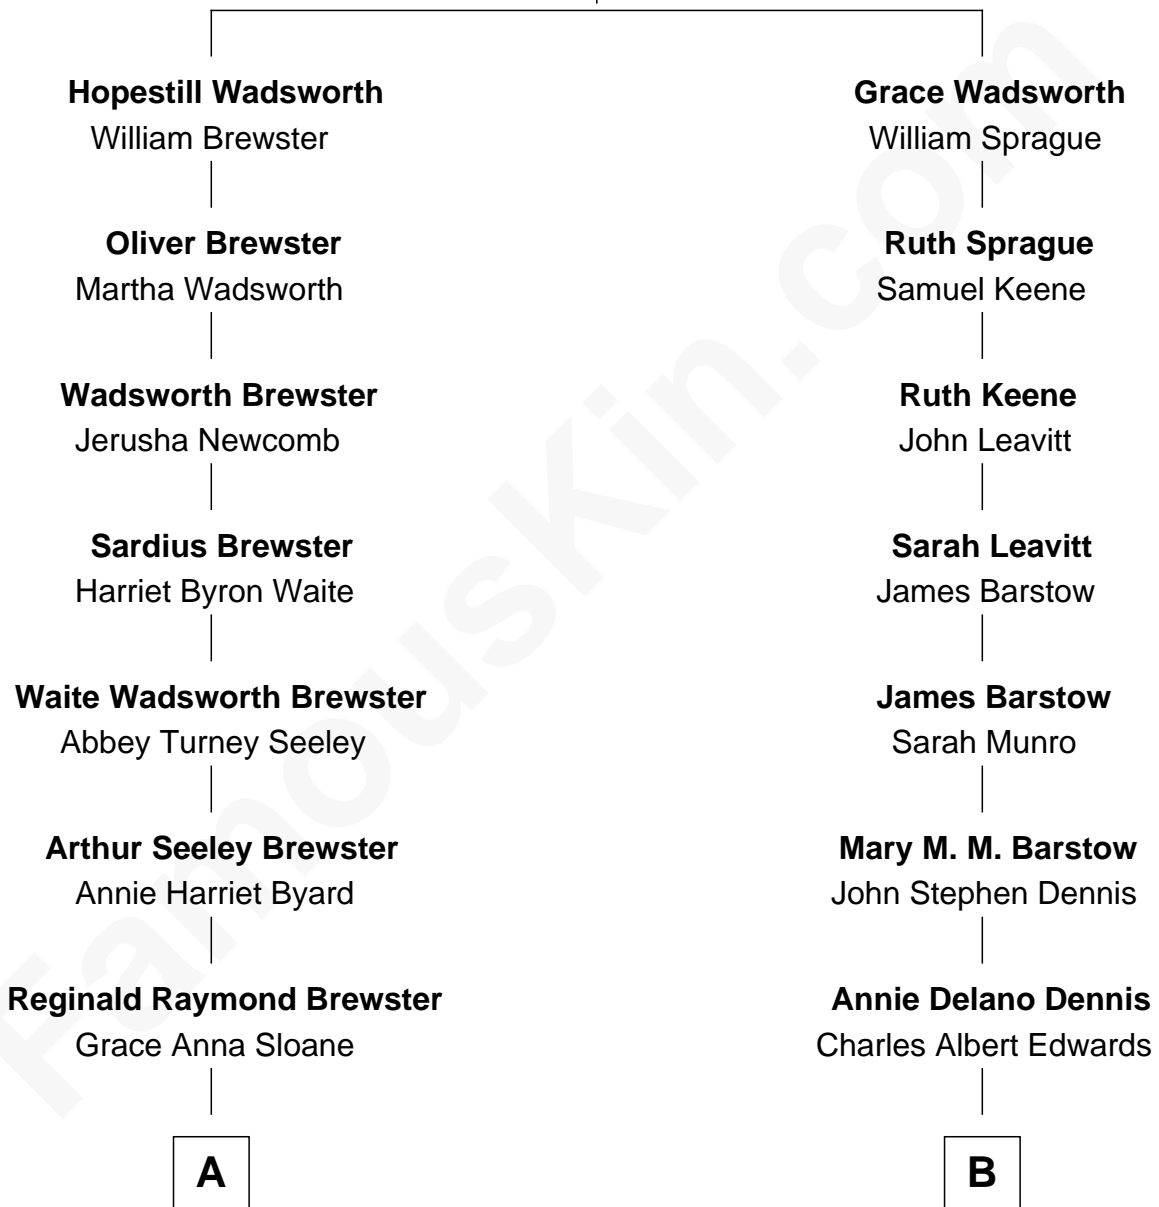 Hopestill Wadsworth
William Brewster
Oliver Brewster
Martha Wadsworth
Wadsworth Brewster
Jerusha Newcomb
Sardius Brewster
Harriet Byron Waite
Waite Wadsworth Brewster
Abbey Turney Seeley
Arthur Seeley Brewster
Annie Harriet Byard
Reginald Raymond Brewster
Grace Anna Sloane
A
Grace Wadsworth
William Sprague
Ruth Sprague
Samuel Keene
Ruth Keene
John Leavitt
Sarah Leavitt
James Barstow
James Barstow
Sarah Munro
Mary M. M. Barstow
John Stephen Dennis
Annie Delano Dennis
Charles Albert Edwards
B
FamousKin.com